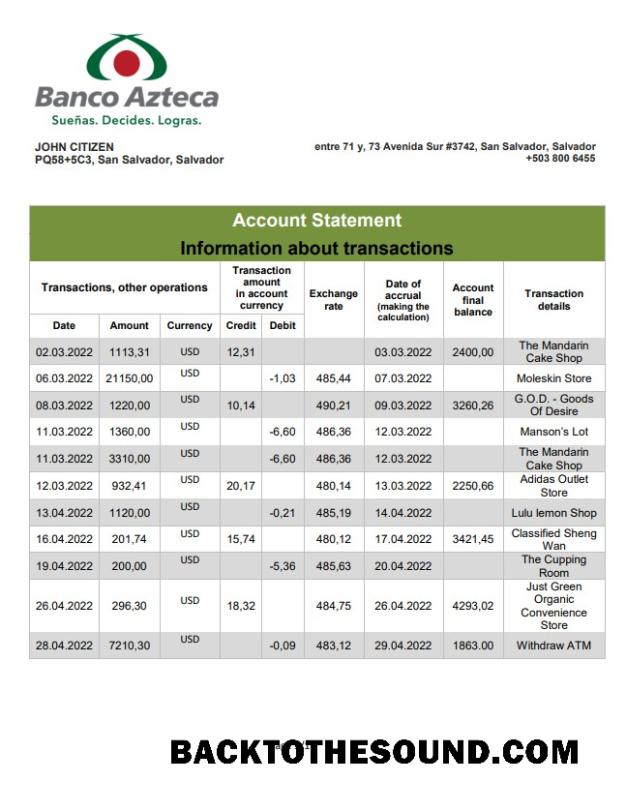 Banco Azteca
Sueñas. Decides. Logras.
JOHN CITIZEN
PQ58+5C3, San Salvador, Salvador
entre 71 y, 73 Avenida Sur #3742, San Salvador, Salvador
+503 800 6455
Account Statement
Information about transactions
Transactions, other operations
Transaction
amount
in account
currency
Exchange
rate
Date of
accrual
(making the
calculation)
Account
final
balance
Transaction
details
Date Amount Currency Credit Debit
02.03.2022 1113,31 USD 12,31 03.03.2022 2400,00 The Mandarin
Cake Shop
06.03.2022 21150,00 USD -1,03 485,44 07.03.2022 Moleskin Store
08.03.2022 1220,00 USD 10,14 490,21 09.03.2022 3260,26 G.O.D. - Goods
Of Desire
11.03.2022 1360,00 USD -6,60 486,36 12.03.2022 Manson's Lot
11.03.2022 3310,00 USD -6,60 486,36 12.03.2022 The Mandarin
Cake Shop
12.03.2022 932,41 USD 20,17 480,14 13.03.2022 2250,66 Adidas Outlet
Store
13.04.2022 1120,00 USD -0,21 485,19 14.04.2022 Lulu lemon Shop
16.04.2022 201,74 USD 15,74 480,12 17.04.2022 3421,45 Classified Sheng
Wan
19.04.2022 200,00 USD -5,36 485,63 20.04.2022 The Cupping
Room
26.04.2022 296,30 USD 18,32 484,75 26.04.2022 4293,02 Just Green
Organic
Convenience
Store
28.04.2022 7210,30 USD -0,09 483,12 29.04.2022 1863.00 Withdraw ATM
BACKTOTHESOUND.COM